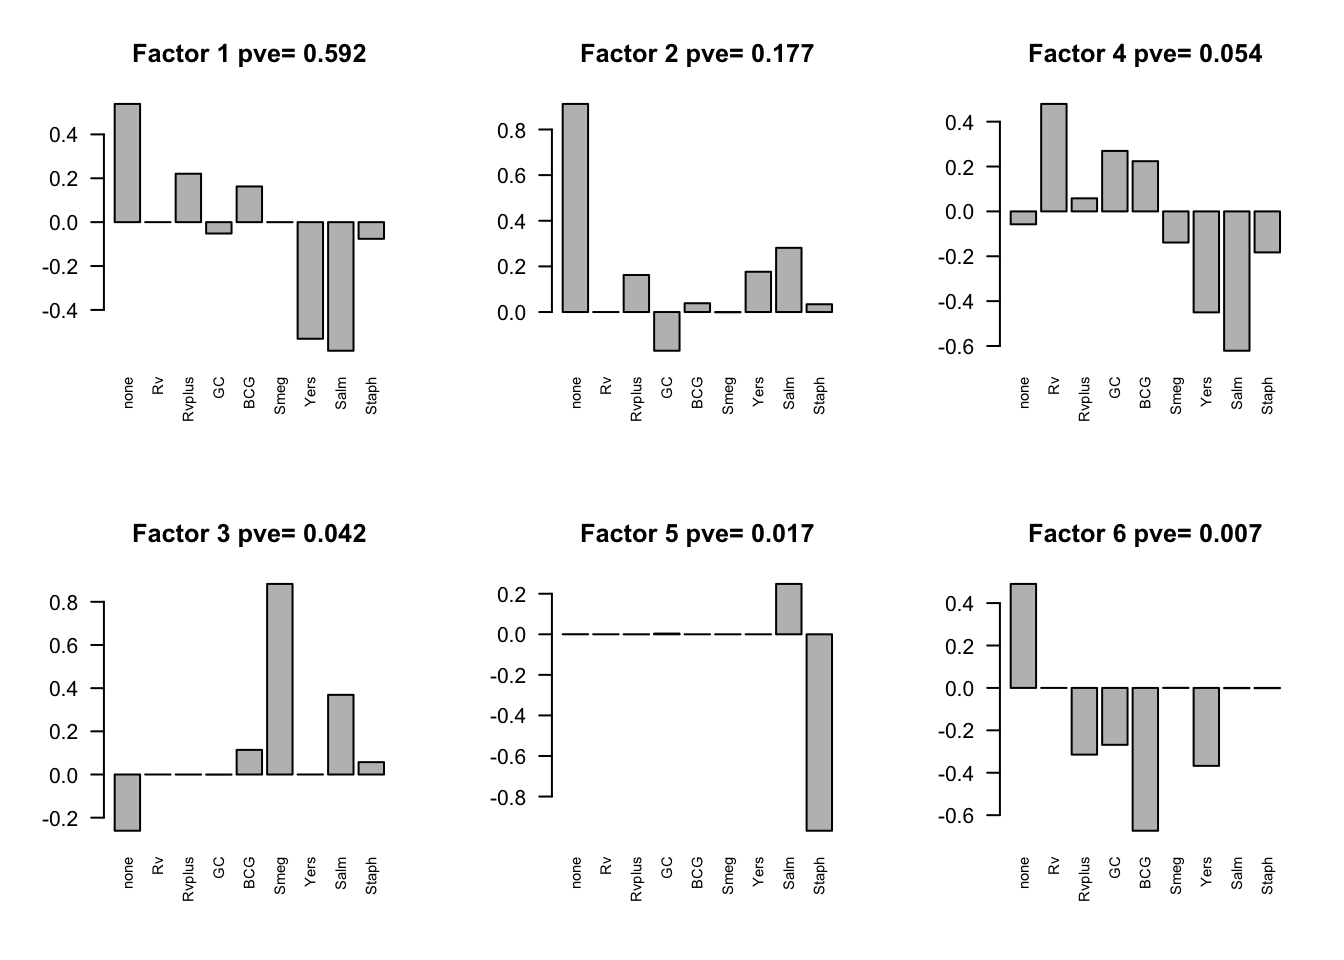 Factor 1 pve= 0.592
0.4
0.2
0.0
-0.2
-0.4
none Rv Rvplus GC BCG Smeg Yers Salm Staph
Factor 2 pve= 0.177
0.8
0.6
0.4
0.2
0.0
none Rv Rvplus GC BCG Smeg Yers Salm Staph
Factor 4 pve= 0.054
0.4
0.2
0.0
-0.2
-0.4
-0.6
none Rv Rvplus GC BCG Smeg Yers Salm Staph
Factor 3 pve= 0.042
0.8
0.6
0.4
0.2
0.0
-0.2
none Rv Rvplus GC BCG Smeg Yers Salm Staph
Factor 5 pve= 0.017
0.2
0.0
-0.2
-0.4
-0.6
-0.8
none Rv Rvplus GC BCG Smeg Yers Salm Staph
Factor 6 pve= 0.007
0.4
0.2
0.0
-0.2
-0.4
-0.6
none Rv Rvplus GC BCG Smeg Yers Salm Staph